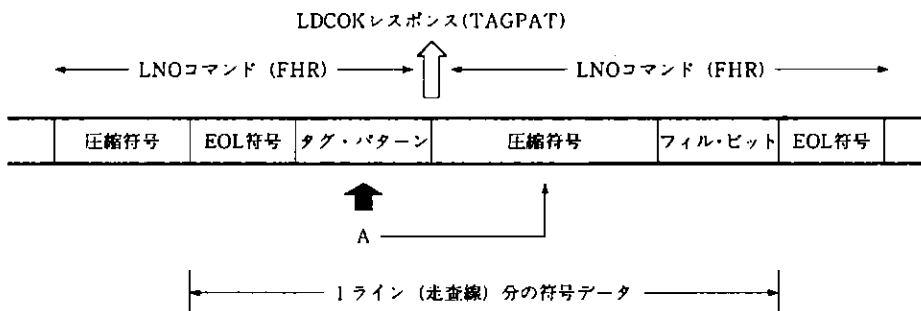 LDCOKレスポンス(TAGPAT)
LNOコマンド (FHR)
LNOコマンド (FHR)
圧縮符号
EOL符号
タグ・パターン
圧縮符号
フィル・ビット
EOL符号
A
1ライン (走査線) 分の符号データ